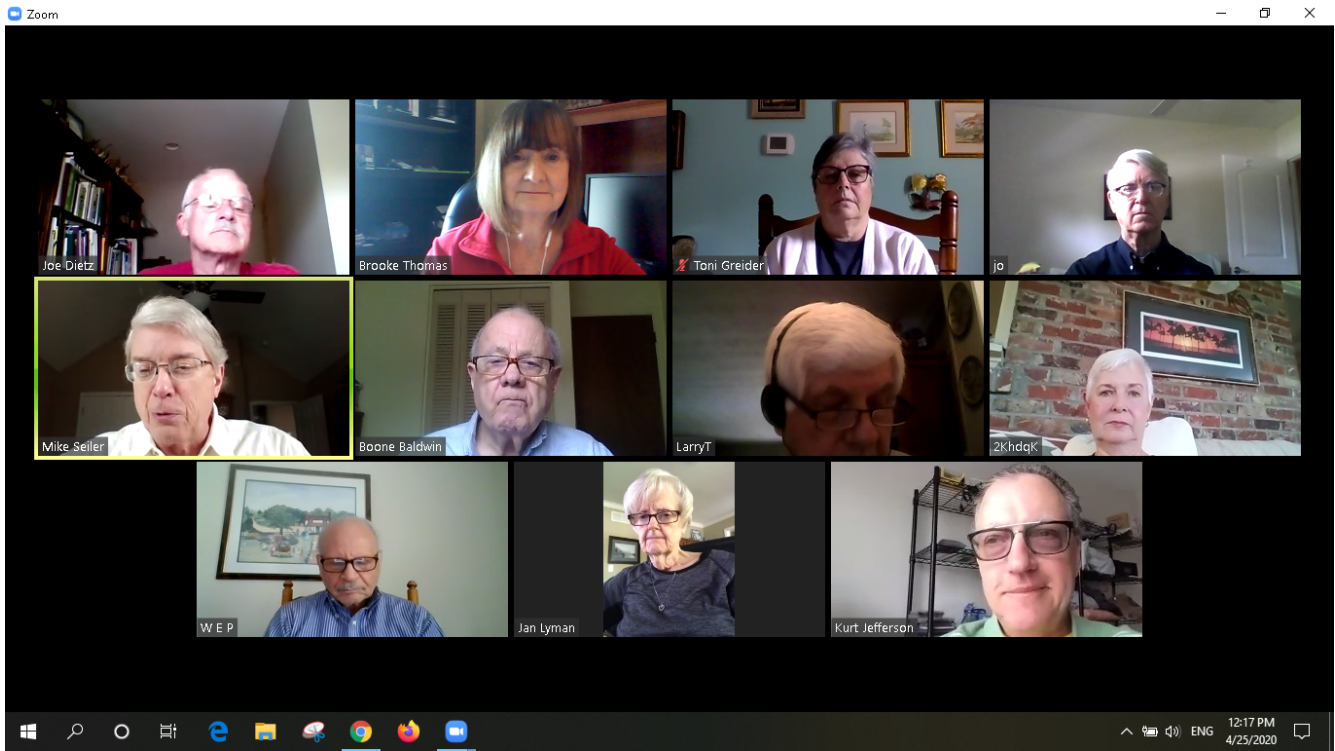 Zoom
Joe Dietz
Brooke Thomas
Toni Greider
jo
Mike Seiler
Boone Baldwin
LarryT
2KhdqK
W E P
Jan Lyman
Kurt Jefferson
ENG
12:17 PM
4/25/2020